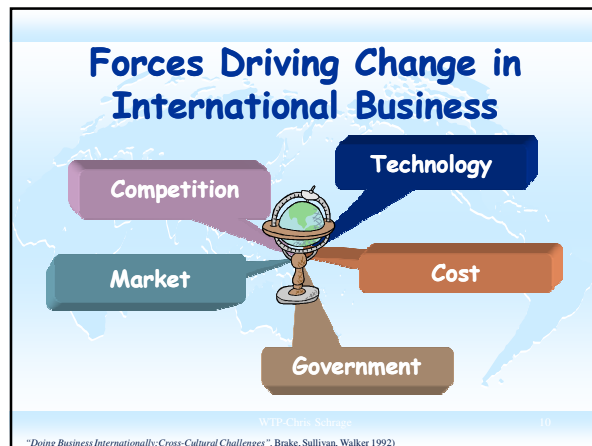 Forces Driving Change in
International Business
Technology
Competition
Market
Cost
Government
WTP-Chris Schrage
10
"Doing Business Internationally:Cross-Cultural Challenges", Brake, Sullivan, Walker 1992)